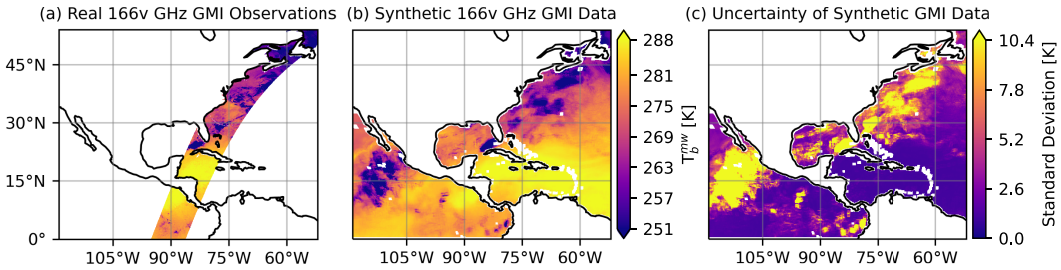 (a) Real 166v GHz GMI Observations
(b) Synthetic 166v GHz GMI Data
(c) Uncertainty of Synthetic GMI Data
45°N
30°N
15°N
0°
105°W 90°W 75°W 60°W
105°W 90°W 75°W 60°W
288
281
275
269
263
257
251
T_b^{mw} [K]
105°W 90°W 75°W 60°W
10.4
7.8
5.2
2.6
0.0
Standard Deviation [K]